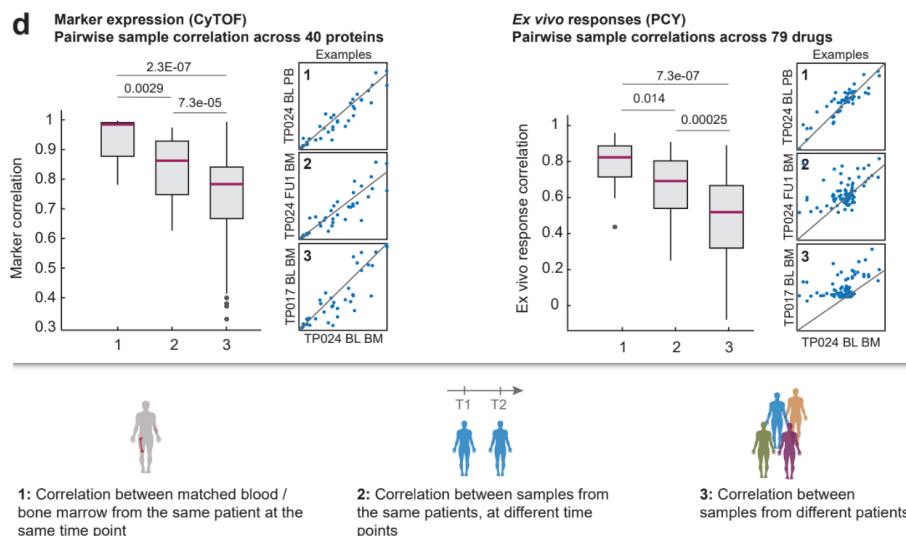 d
Marker expression (CyTOF)
Pairwise sample correlation across 40 proteins
2.3E-07
0.0029
7.3e-05
Marker correlation
1
0.9
0.8
0.7
0.6
0.5
0.4
0.3
1
2
3
Examples
1
TP024 BL PB
2
TP024 FU1 BM
3
TP017 BL BM
TP024 BL BM
Ex vivo responses (PCY)
Pairwise sample correlations across 79 drugs
7.3e-07
0.014
0.00025
Ex vivo response correlation
1
0.8
0.6
0.4
0.4
0
1
2
3
Examples
1
TP024 BL PB
2
TP024 FU1 BM
3
TP017 BL BM
TP024 BL BM
T1
T2
1: Correlation between matched blood /
bone marrow from the same patient at the
same time point
2: Correlation between samples from
the same patients, at different time
points
3: Correlation between
samples from different patients